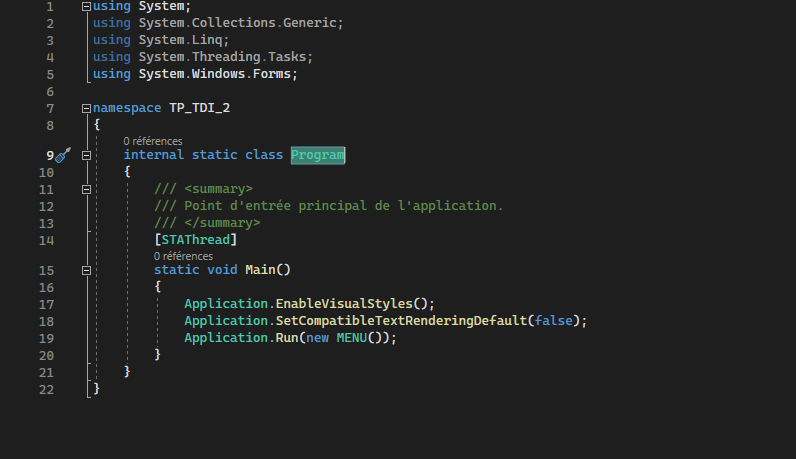 1 using System;
2 using System.Collections.Generic;
3 using System.Linq;
4 using System.Threading.Tasks;
5 using System.Windows.Forms;
6
7 namespace TP_TDI_2
8 {
0 références
9 internal static class Program
10 {
11 /// <summary>
12 /// Point d'entrée principal de l'application.
13 /// </summary>
14 [STAThread]
0 références
15 static void Main()
16 {
17 Application.EnableVisualStyles();
18 Application.SetCompatibleTextRenderingDefault(false);
19 Application.Run(new MENU());
20 }
21 }
22 }